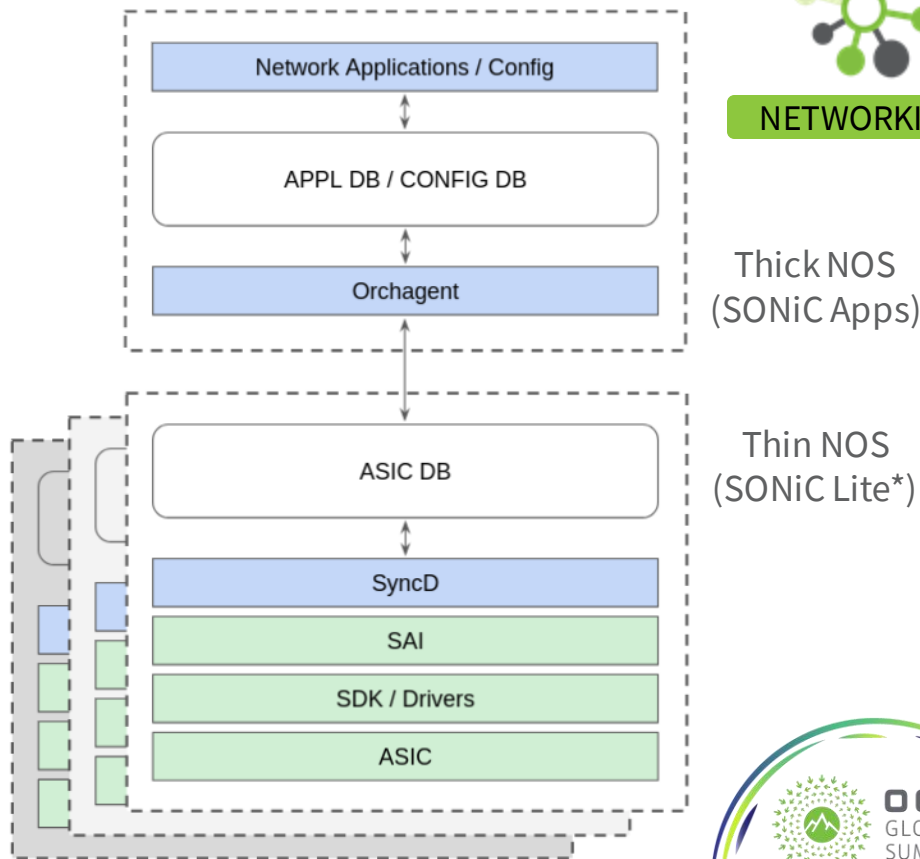 Network Applications / Config
NETWORKI
APPL DB / CONFIG DB
Orchagent
Thick NOS
(SONiC Apps)
ASIC DB
Thin NOS
(SONiC Lite*)
SyncD
SAI
SDK / Drivers
ASIC